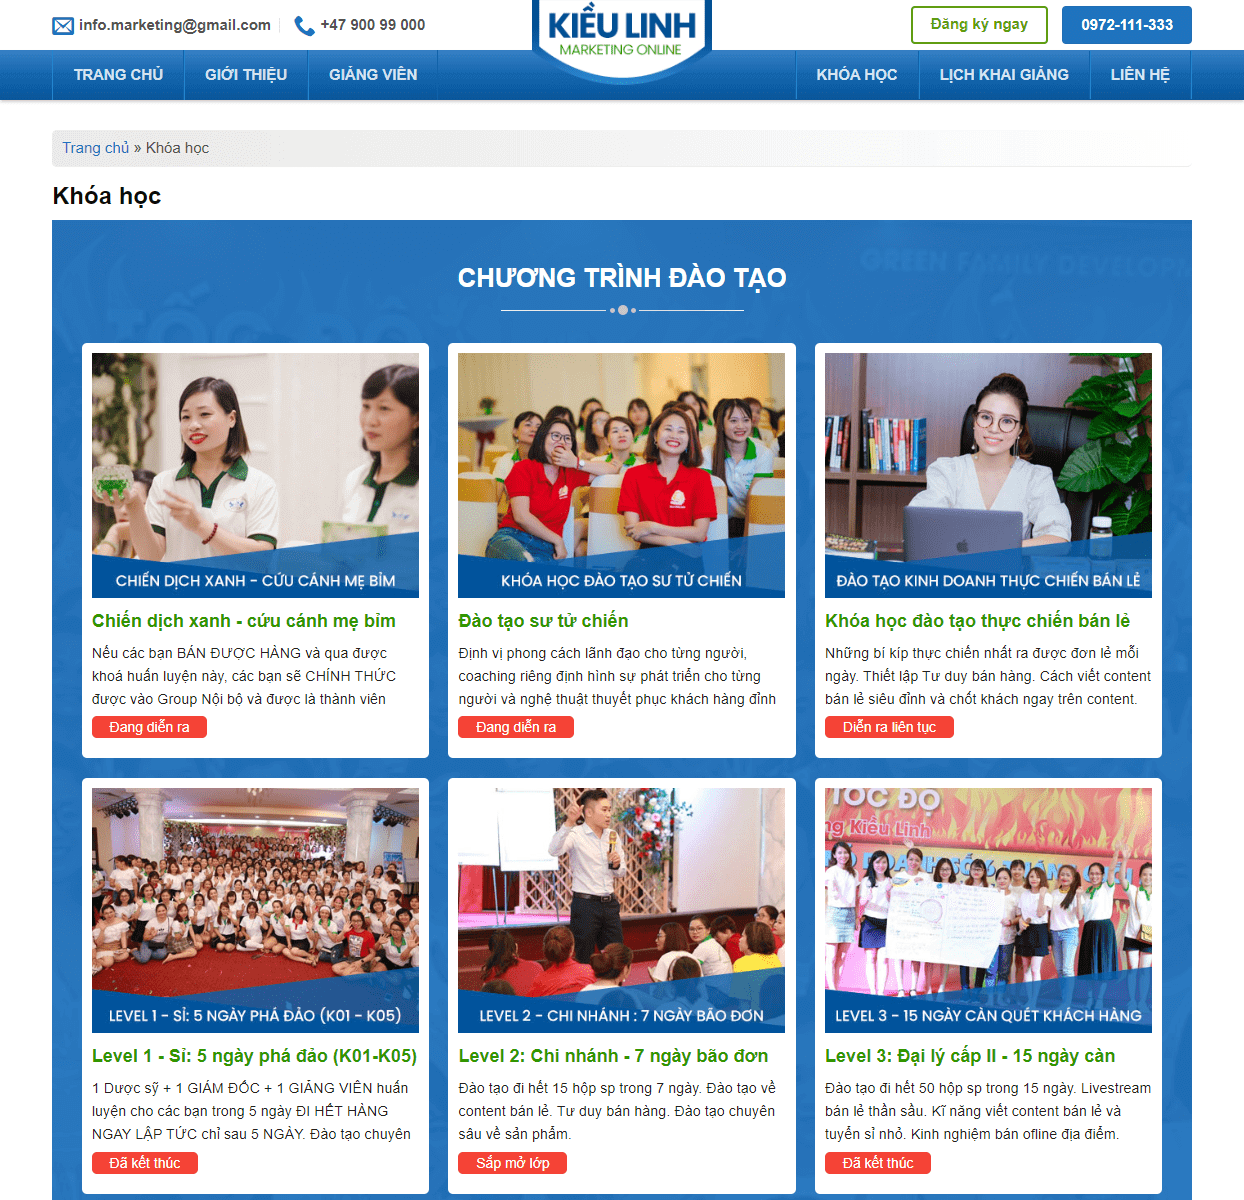 info.marketing@gmail.com
+47 900 99 000
KIỀU LINH
MARKETING ONLINE
Đăng ký ngay
0972-111-333
TRANG CHỦ
GIỚI THIỆU
GIẢNG VIÊN
KHÓA HỌC
LỊCH KHAI GIẢNG
LIÊN HỆ
Trang chủ » Khóa học
Khóa học
GREEN FAMILY DEVELOPM
TỐC ĐỘ
CHƯƠNG TRÌNH ĐÀO TẠO
CHIẾN DỊCH XANH - CỨU CÁNH MẸ BỈM
Chiến dịch xanh - cứu cánh mẹ bỉm
Nếu các bạn BÁN ĐƯỢC HÀNG và qua được
khoá huấn luyện này, các bạn sẽ CHÍNH THỨC
được vào Group Nội bộ và được là thành viên
Đang diễn ra
KHÓA HỌC ĐÀO TẠO SƯ TỬ CHIẾN
Đào tạo sư tử chiến
Định vị phong cách lãnh đạo cho từng người,
coaching riêng định hình sự phát triển cho từng
người và nghệ thuật thuyết phục khách hàng đỉnh
Đang diễn ra
ĐÀO TẠO KINH DOANH THỰC CHIẾN BÁN LẺ
Khóa học đào tạo thực chiến bán lẻ
Những bí kíp thực chiến nhất ra được đơn lẻ mỗi
ngày. Thiết lập Tư duy bán hàng. Cách viết content
bán lẻ siêu đỉnh và chốt khách ngay trên content.
Diễn ra liên tục
LEVEL 1 - SỈ: 5 NGÀY PHÁ ĐẢO (K01 - K05)
Level 1 - Sỉ: 5 ngày phá đảo (K01-K05)
1 Dược sỹ + 1 GIÁM ĐỐC + 1 GIẢNG VIÊN huấn
luyện cho các bạn trong 5 ngày ĐI HẾT HÀNG
NGAY LẬP TỨC chỉ sau 5 NGÀY. Đào tạo chuyên
Đã kết thúc
LEVEL 2 - CHI NHÁNH : 7 NGÀY BÃO ĐƠN
Level 2: Chi nhánh - 7 ngày bão đơn
Đào tạo đi hết 15 hộp sp trong 7 ngày. Đào tạo về
content bán lẻ. Tư duy bán hàng. Đào tạo chuyên
sâu về sản phẩm.
Sắp mở lớp
TỐC ĐỘ
ng Kiều Linh
LEVEL 3 - 15 NGÀY CÀN QUÉT KHÁCH HÀNG
Level 3: Đại lý cấp II - 15 ngày càn
Đào tạo đi hết 50 hộp sp trong 15 ngày. Livestream
bán lẻ thần sầu. Kĩ năng viết content bán lẻ và
tuyển sỉ nhỏ. Kinh nghiệm bán ofline địa điểm.
Đã kết thúc